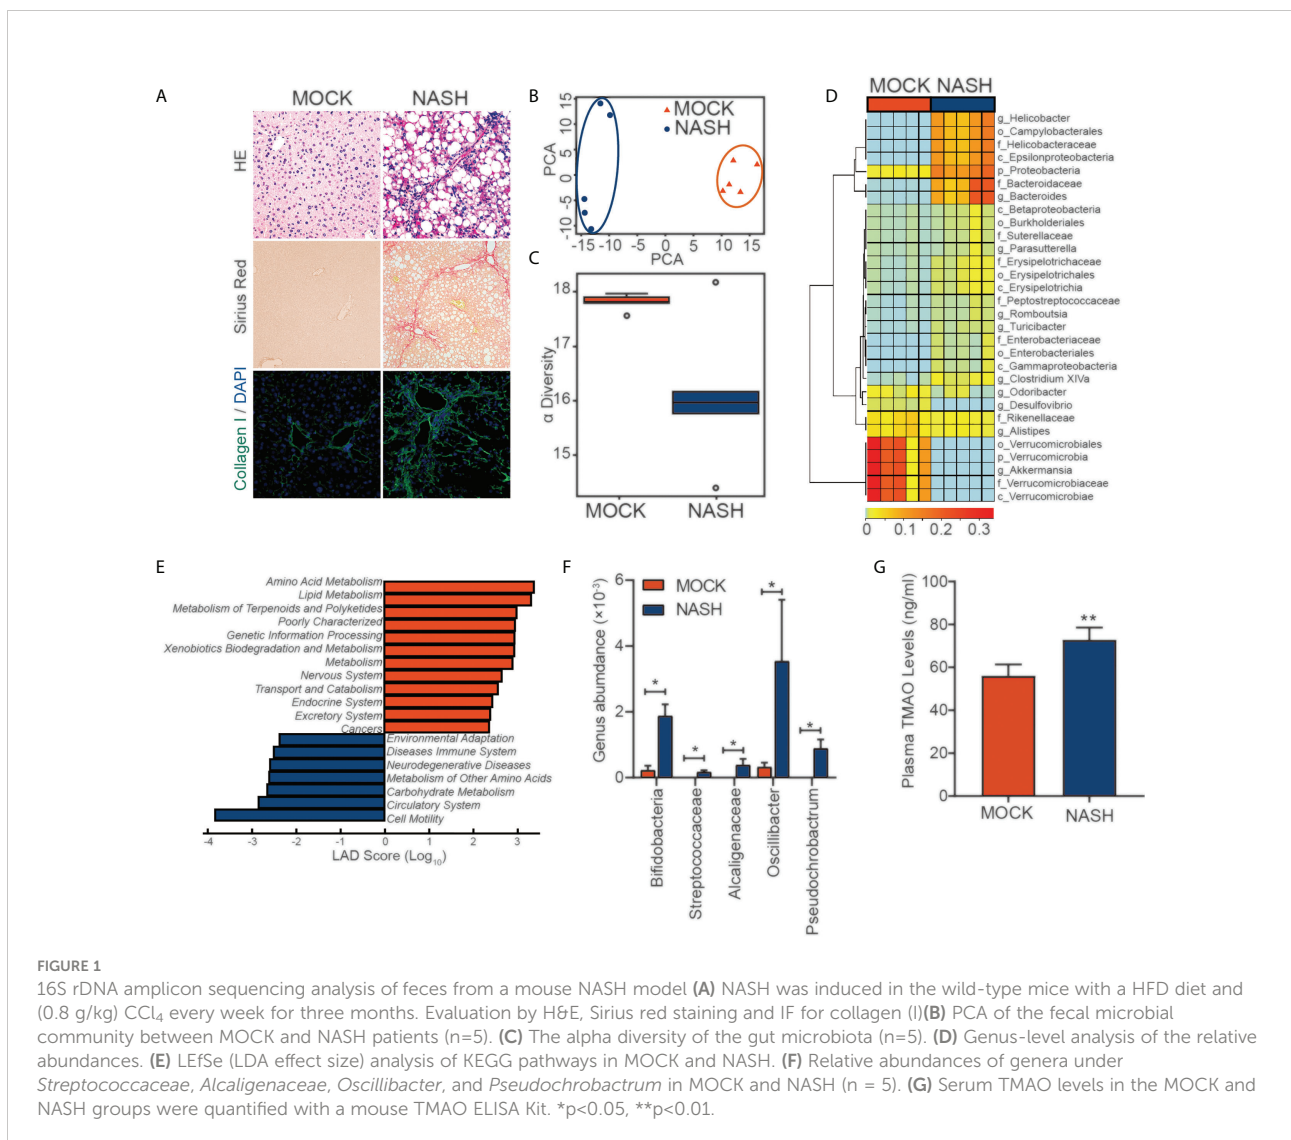 A
MOCK
NASH
HE
Sirius Red
Collagen I / DAPI
B
15
10
5
0
-5
-10
PCA
MOCK
NASH
-15
-10
-5
0
5
10
15
PCA
C
18
17
16
15
α Diversity
MOCK
NASH
D
MOCK NASH
g_Helicobacter
o_Campylobacterales
f_Helicobacteraceae
c_Epsilonproteobacteria
p_Proteobacteria
f_Bacteroidaceae
g_Bacteroides
c_Betaproteobacteria
o_Burkholderiales
f_Suterellaceae
g_Parasutterella
f_Erysipelotrichaceae
o_Erysipelotrichales
c_Erysipelotrichia
f_Peptostreptococcaceae
g_Romboutsia
g_Turicibacter
f_Enterobacteriaceae
o_Enterobacteriales
c_Gammaproteobacteria
g_Clostridium XIVa
g_Odoribacter
g_Desulfovibrio
f_Rikenellaceae
g_Alistipes
o_Verrucomicrobiales
p_Verrucomicrobia
g_Akkermansia
f_Verrucomicrobiaceae
c_Verrucomicrobiae
0
0.1
0.2
0.3
E
Amino Acid Metabolism
Lipid Metabolism
Metabolism of Terpenoids and Polyketides
Poorly Characterized
Genetic Information Processing
Xenobiotics Biodegradation and Metabolism
Metabolism
Nervous System
Transport and Catabolism
Endocrine System
Excretory System
Cancers
Environmental Adaptation
Diseases Immune System
Neurodegenerative Diseases
Metabolism of Other Amino Acids
Carbohydrate Metabolism
Circulatory System
Cell Motility
-4
-3
-2
-1
0
1
2
3
LAD Score (Log10)
F
6
4
2
0
Genus abumdance (×10-3)
MOCK
NASH
*
*
*
*
*
Bifidobacteria
Streptococcaceae
Alcaligenaceae
Oscillibacter
Pseudochrobactrum
G
100
80
60
40
20
0
Plasma TMAO Levels (ng/ml)
**
MOCK
NASH
FIGURE 1
16S rDNA amplicon sequencing analysis of feces from a mouse NASH model (A) NASH was induced in the wild-type mice with a HFD diet and
(0.8 g/kg) CCl4 every week for three months. Evaluation by H&E, Sirius red staining and IF for collagen (I)(B) PCA of the fecal microbial
community between MOCK and NASH patients (n=5). (C) The alpha diversity of the gut microbiota (n=5). (D) Genus-level analysis of the relative
abundances. (E) LEfSe (LDA effect size) analysis of KEGG pathways in MOCK and NASH. (F) Relative abundances of genera under
Streptococcaceae, Alcaligenaceae, Oscillibacter, and Pseudochrobactrum in MOCK and NASH (n = 5). (G) Serum TMAO levels in the MOCK and
NASH groups were quantified with a mouse TMAO ELISA Kit. *p<0.05, **p<0.01.